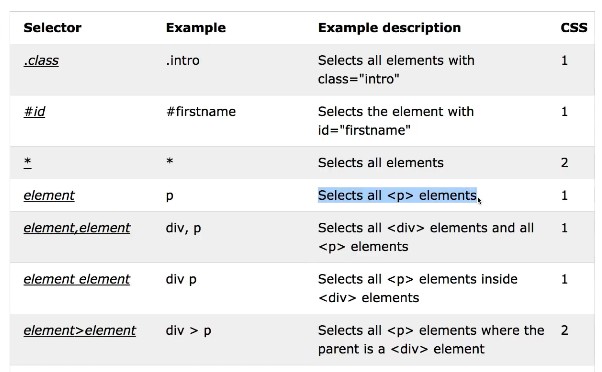 Selector Example Example description CSS
.class .intro Selects all elements with 1
class="intro"
#id #firstname Selects the element with 1
id="firstname"
* * Selects all elements 2
element p Selects all <p> elements 1
element,element div, p Selects all <div> elements and all 1
<p> elements
element element div p Selects all <p> elements inside 1
<div> elements
element>element div > p Selects all <p> elements where the 2
parent is a <div> element